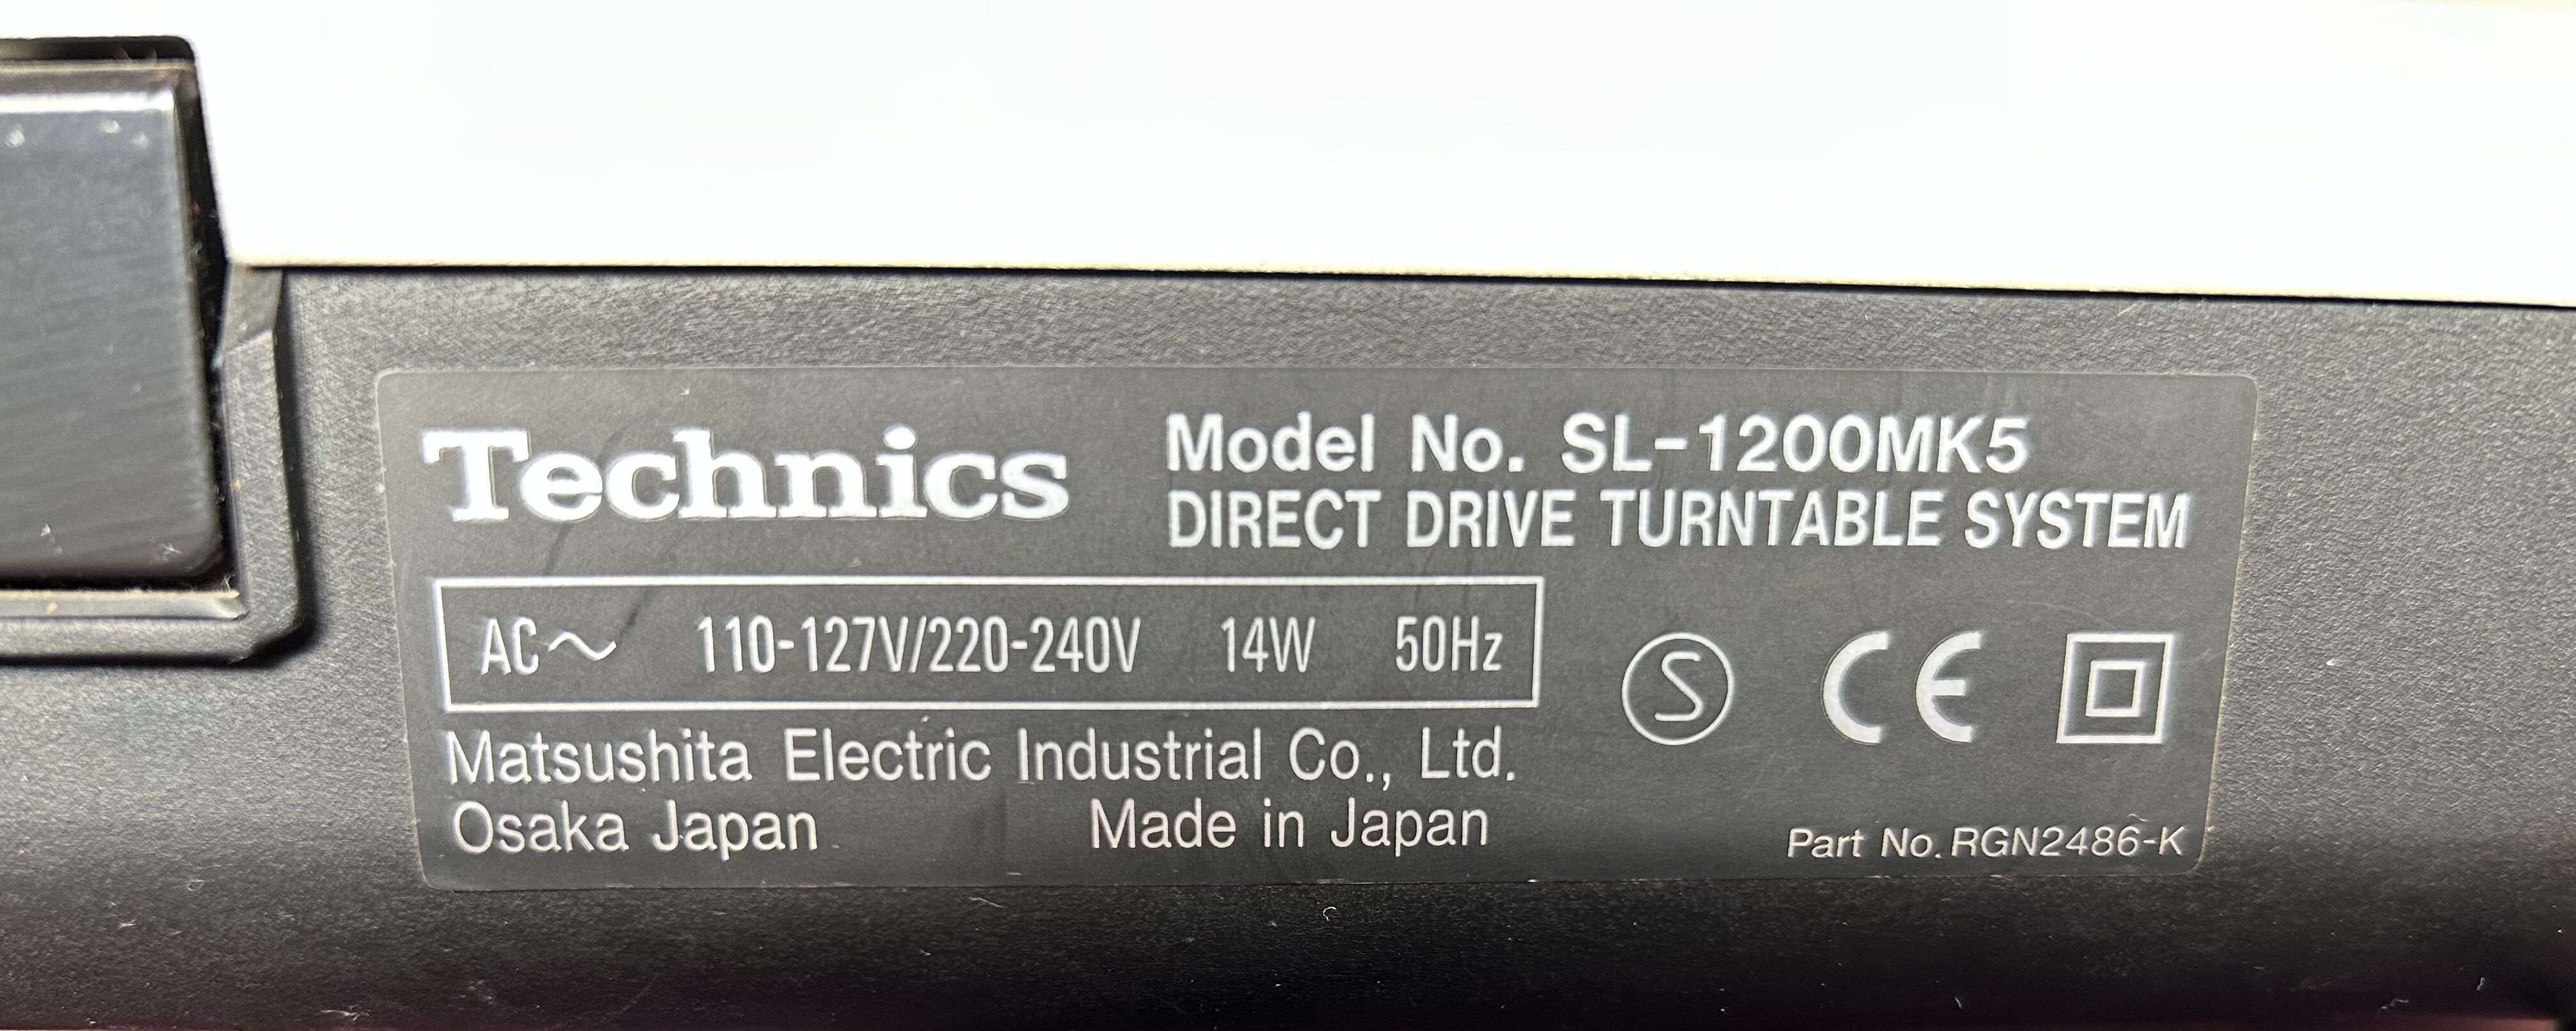 Technics
Model No. SL-1200MK5
DIRECT DRIVE TURNTABLE SYSTEM
AC~ 110-127V/220-240V 14W 50Hz
S CE
Matsushita Electric Industrial Co., Ltd.
Osaka Japan Made in Japan
Part No. RGN2486-K